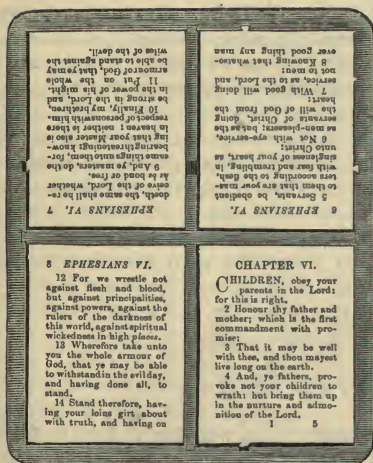 CHAPTER VI.
CHILDREN, obey your
parents in the Lord:
for this is right.
2 Honour thy father and
mother; which is the first
commandment with pro-
mise;
3 That it may be well
with thee, and thou mayest
live long on the earth.
4 And, ye fathers, pro-
voke not your children to
wrath: but bring them up
in the nurture and admo-
nition of the Lord.
1 5
6 EPHESIANS VI.
5 Servants, be obedient
to them that are your mas-
ters according to the flesh,
with fear and trembling, in
singleness of your heart, as
unto Christ;
6 Not with eye-service,
as men-pleasers; but as the
servants of Christ, doing
the will of God from the
heart;
7 With good will doing
service, as to the Lord, and
not to men:
8 Knowing that whatso-
ever good thing any man
EPHESIANS VI. 7
doeth, the same shall he re-
ceive of the Lord, whether
he be bond or free.
9 And, ye masters, do the
same things unto them, for-
bearing threatening: know-
ing that your Master also is
in heaven; neither is there
respect of persons with him.
10 Finally, my brethren,
be strong in the Lord, and
in the power of his might.
11 Put on the whole
armour of God, that ye may
be able to stand against the
wiles of the devil.
8 EPHESIANS VI.
12 For we wrestle not
against flesh and blood,
but against principalities,
against powers, against the
rulers of the darkness of
this world, against spiritual
wickedness in high places.
13 Wherefore take unto
you the whole armour of
God, that ye may be able
to withstand in the evil day,
and having done all, to
stand.
14 Stand therefore, hav-
ing your loins girt about
with truth, and having on